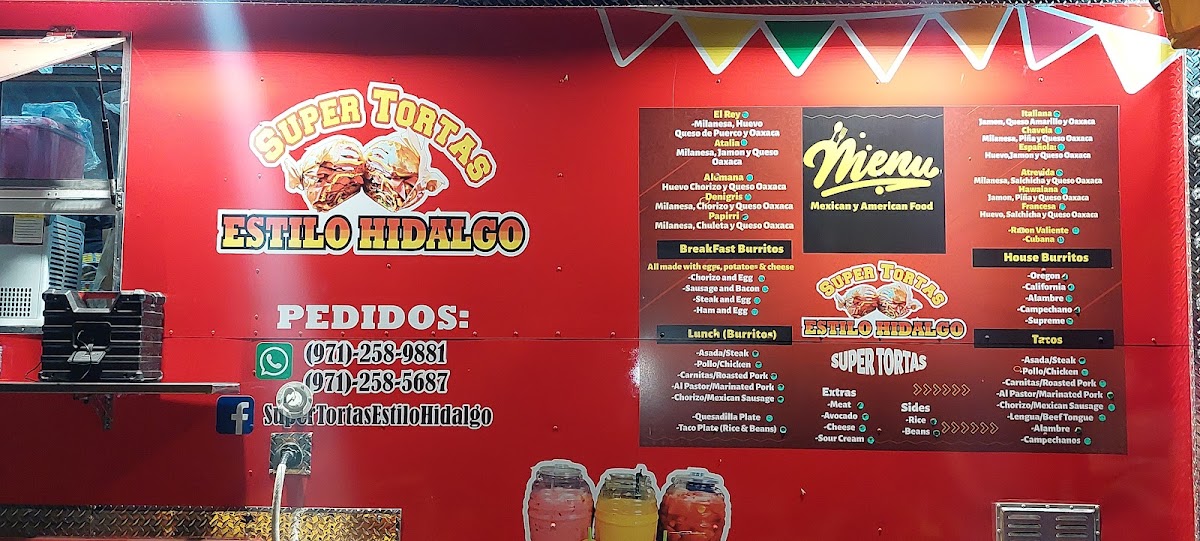 SUPER TORTAS
ESTILO HIDALGO
PEDIDOS:
(971)-258-9881
(971)-258-5687
SuperTortasEstiloHidalgo
El Rey
-Milanesa, Huevo
Queso de Puerco y Oaxaca
Atalia
Milanesa, Jamon y Queso
Oaxaca
Alemana
Huevo Chorizo y Queso Oaxaca
Denigris
Milanesa, Chorizo y Queso Oaxaca
Papirri
Milanesa, Chuleta y Queso Oaxaca
BreakFast Burritos
All made with eggs, potatoes & cheese
-Chorizo and Egg
-Sausage and Bacon
-Steak and Egg
-Ham and Egg
Lunch (Burritos)
-Asada/Steak
-Pollo/Chicken
-Carnitas/Roasted Pork
-Al Pastor/Marinated Pork
-Chorizo/Mexican Sausage
-Quesadilla Plate
-Taco Plate (Rice & Beans)
Menu
Mexican y American Food
SUPER TORTAS
ESTILO HIDALGO
SUPER TORTAS
Extras
-Meat
-Avocado
-Cheese
-Sour Cream
Sides
-Rice
-Beans
Italiana
Jamon, Queso Amarillo y Oaxaca
Chavela
Milanesa, Piña y Queso Oaxaca
Española:
Huevo,Jamon y Queso Oaxaca
Atrevida
Milanesa, Salchicha y Queso Oaxaca
Hawaiana
Jamon, Piña y Queso Oaxaca
Francesa
Huevo, Salchicha y Queso Oaxaca
-Raton Valiente
-Cubana
House Burritos
-Oregon
-California
-Alambre
-Campechano
-Supreme
Tacos
-Asada/Steak
-Pollo/Chicken
-Carnitas/Roasted Pork
-Al Pastor/Marinated Pork
-Chorizo/Mexican Sausage
-Lengua/Beef Tongue
-Alambre
-Campechanos